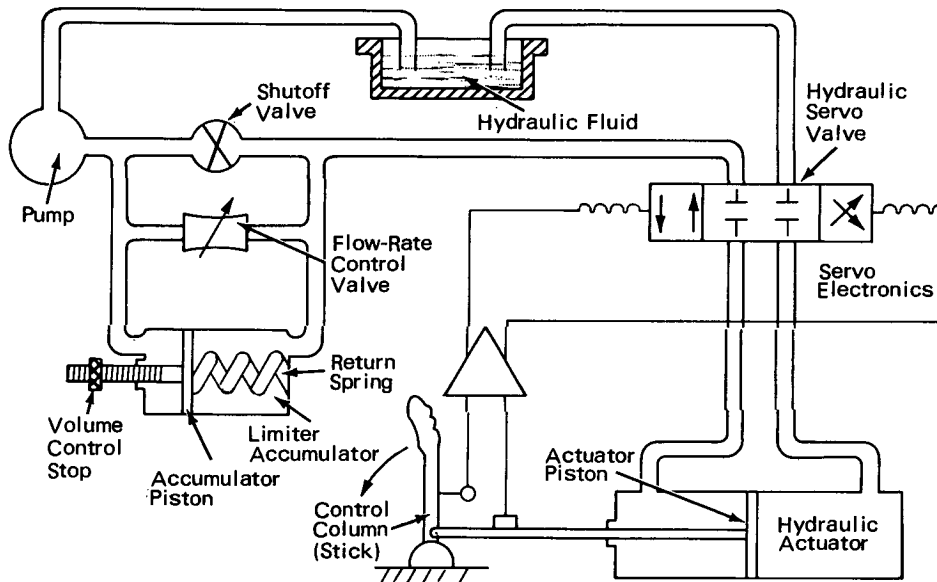 Shutoff
Valve
Hydraulic Fluid
Hydraulic
Servo
Valve
Pump
Flow-Rate
Control
Valve
Servo
Electronics
Return
Spring
Volume
Control
Stop
Limiter
Accumulator
Accumulator
Piston
Actuator
Piston
Control
Column
(Stick)
Hydraulic
Actuator